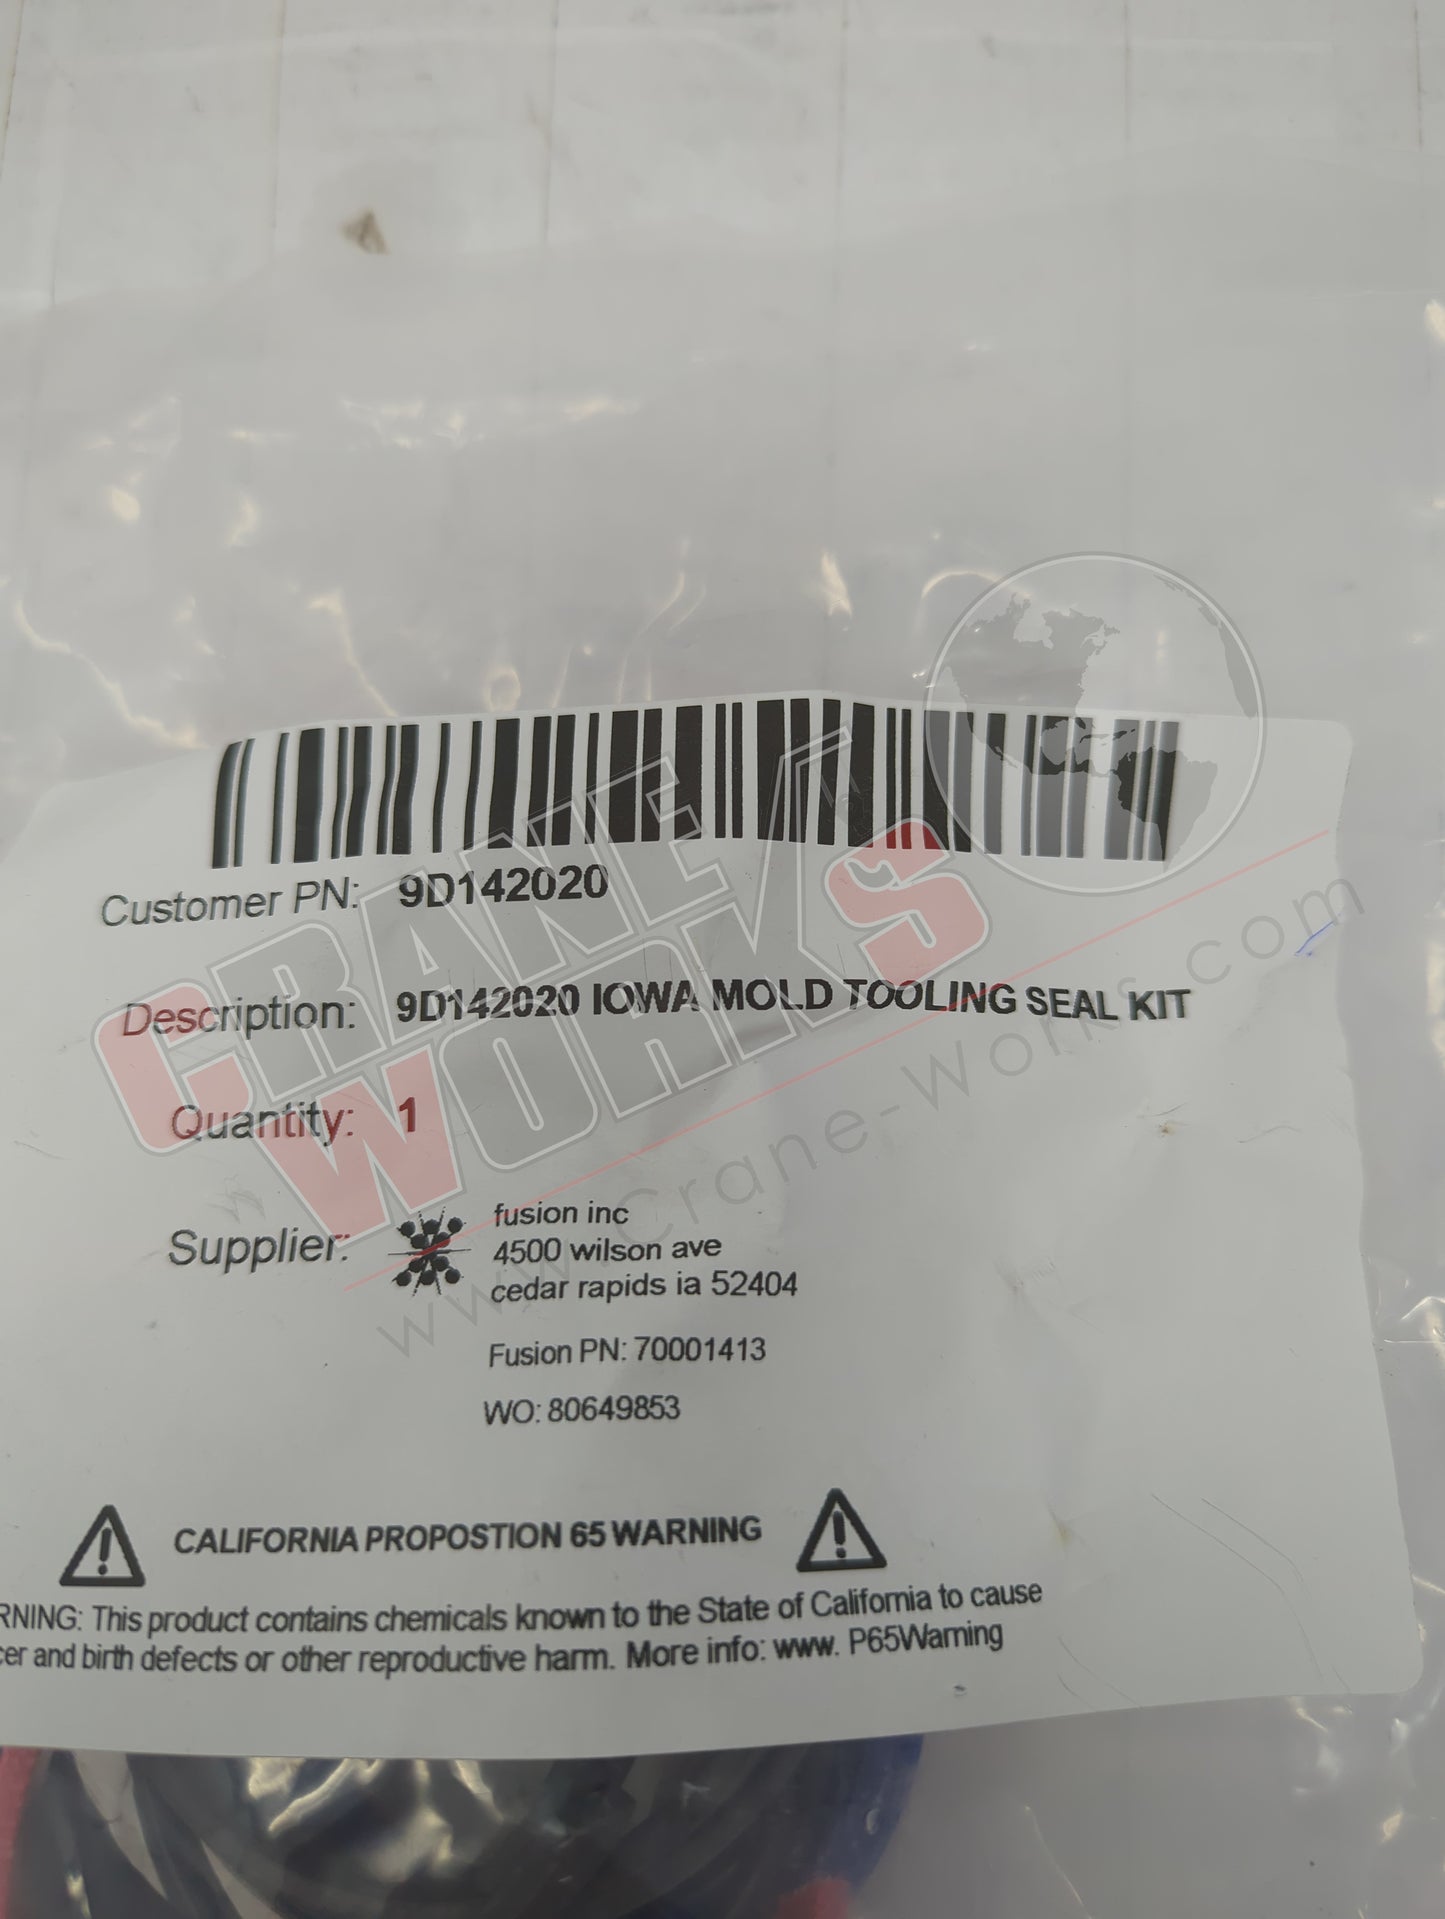 Customer PN: 9D142020
Description: 9D142020 IOWA MOLD TOOLING SEAL KIT
Quantity: 1
Supplier: fusion inc
4500 wilson ave
cedar rapids ia 52404
Fusion PN: 70001413
WO: 80649853
CALIFORNIA PROPOSTION 65 WARNING
RNING: This product contains chemicals known to the State of California to cause
cer and birth defects or other reproductive harm. More info: www. P65Warning
CRANE WORKS
www.Crane-Works.com